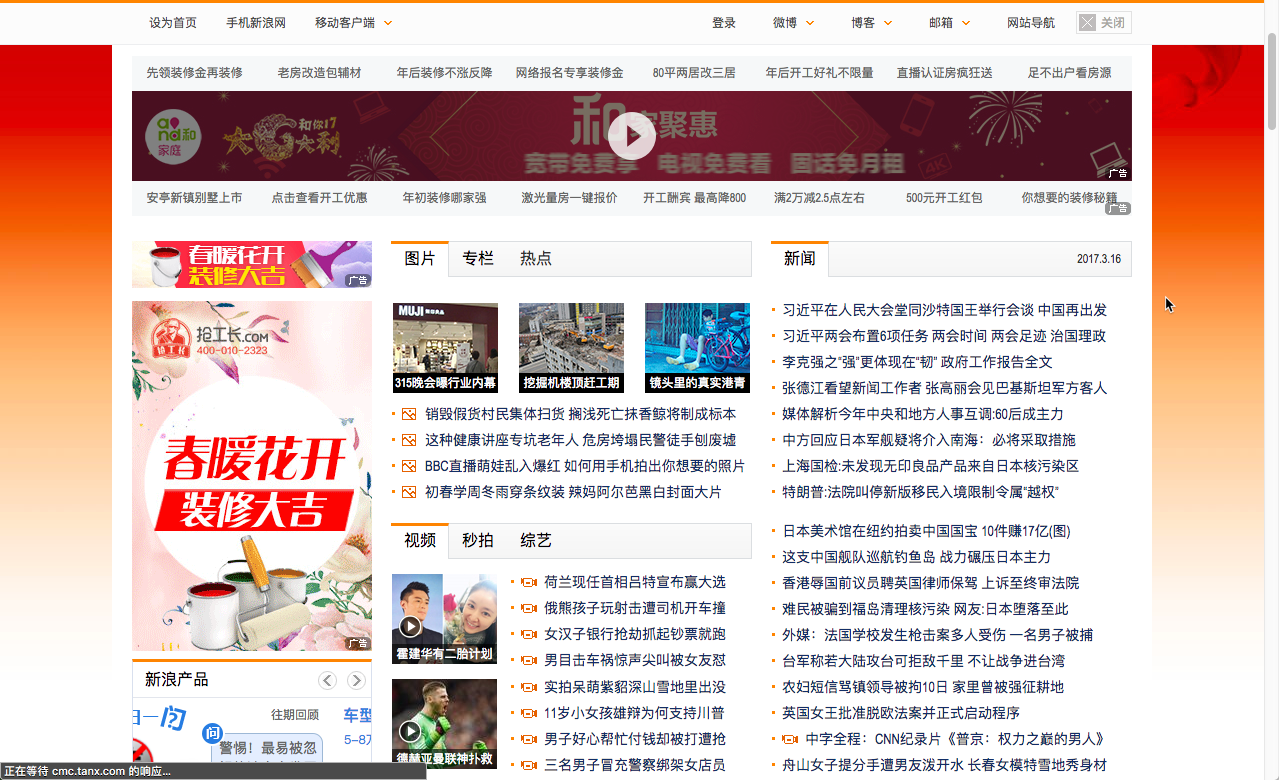 设为首页 手机新浪网 移动客户端 登录 微博 博客 邮箱 网站导航 关闭
先领装修金再装修 老房改造包辅材 年后装修不涨反降 网络报名专享装修金 80平两居改三居 年后开工好礼不限量 直播认证房疯狂送 足不出户看房源
and和家庭 大吉大利 和你17 和家聚惠
宽带免费享 电视免费看 固话免月租 4K 广告
安亭新镇别墅上市 点击查看开工优惠 年初装修哪家强 激光量房一键报价 开工酬宾 最高降800 满2万减2.5点左右 500元开工红包 你想要的装修秘籍
广告
春暖花开
装修大吉
广告
抢工长 抢工长.com
400-010-2323
春暖花开
装修大吉
广告
新浪产品
往期回顾 车型
日一问
问 警惕！最易被忽
5-87
图片 专栏 热点
MUJI 無印良品
315晚会曝行业内幕 挖掘机楼顶赶工期 镜头里的真实港青
销毁假货村民集体扫货 搁浅死亡抹香鲸将制成标本
这种健康讲座专坑老年人 危房垮塌民警徒手刨废墟
BBC直播萌娃乱入爆红 如何用手机拍出你想要的照片
初春学周冬雨穿条纹装 辣妈阿尔芭黑白封面大片
视频 秒拍 综艺
霍建华有二胎计划
德赫亚曼联神扑救
荷兰现任首相吕特宣布赢大选
俄熊孩子玩射击遭司机开车撞
女汉子银行抢劫抓起钞票就跑
男目击车祸惊声尖叫被女友怼
实拍呆萌紫貂深山雪地里出没
11岁小女孩雄辩为何支持川普
男子好心帮忙付钱却被打遭抢
三名男子冒充警察绑架女店员
新闻 2017.3.16
习近平在人民大会堂同沙特国王举行会谈 中国再出发
习近平两会布置6项任务 两会时间 两会足迹 治国理政
李克强之“强”更体现在“韧” 政府工作报告全文
张德江看望新闻工作者 张高丽会见巴基斯坦军方客人
媒体解析今年中央和地方人事互调:60后成主力
中方回应日本军舰疑将介入南海：必将采取措施
上海国检:未发现无印良品产品来自日本核污染区
特朗普:法院叫停新版移民入境限制令属“越权”
日本美术馆在纽约拍卖中国国宝 10件赚17亿(图)
这支中国舰队巡航钓鱼岛 战力碾压日本主力
香港辱国前议员聘英国律师保驾 上诉至终审法院
难民被骗到福岛清理核污染 网友:日本堕落至此
外媒：法国学校发生枪击案多人受伤 一名男子被捕
台军称若大陆攻台可拒敌千里 不让战争进台湾
农妇短信骂镇领导被拘10日 家里曾被强征耕地
英国女王批准脱欧法案并正式启动程序
中字全程：CNN纪录片《普京：权力之巅的男人》
舟山女子提分手遭男友泼开水 长春女模特雪地秀身材
正在等待 cmc.tanx.com 的响应...